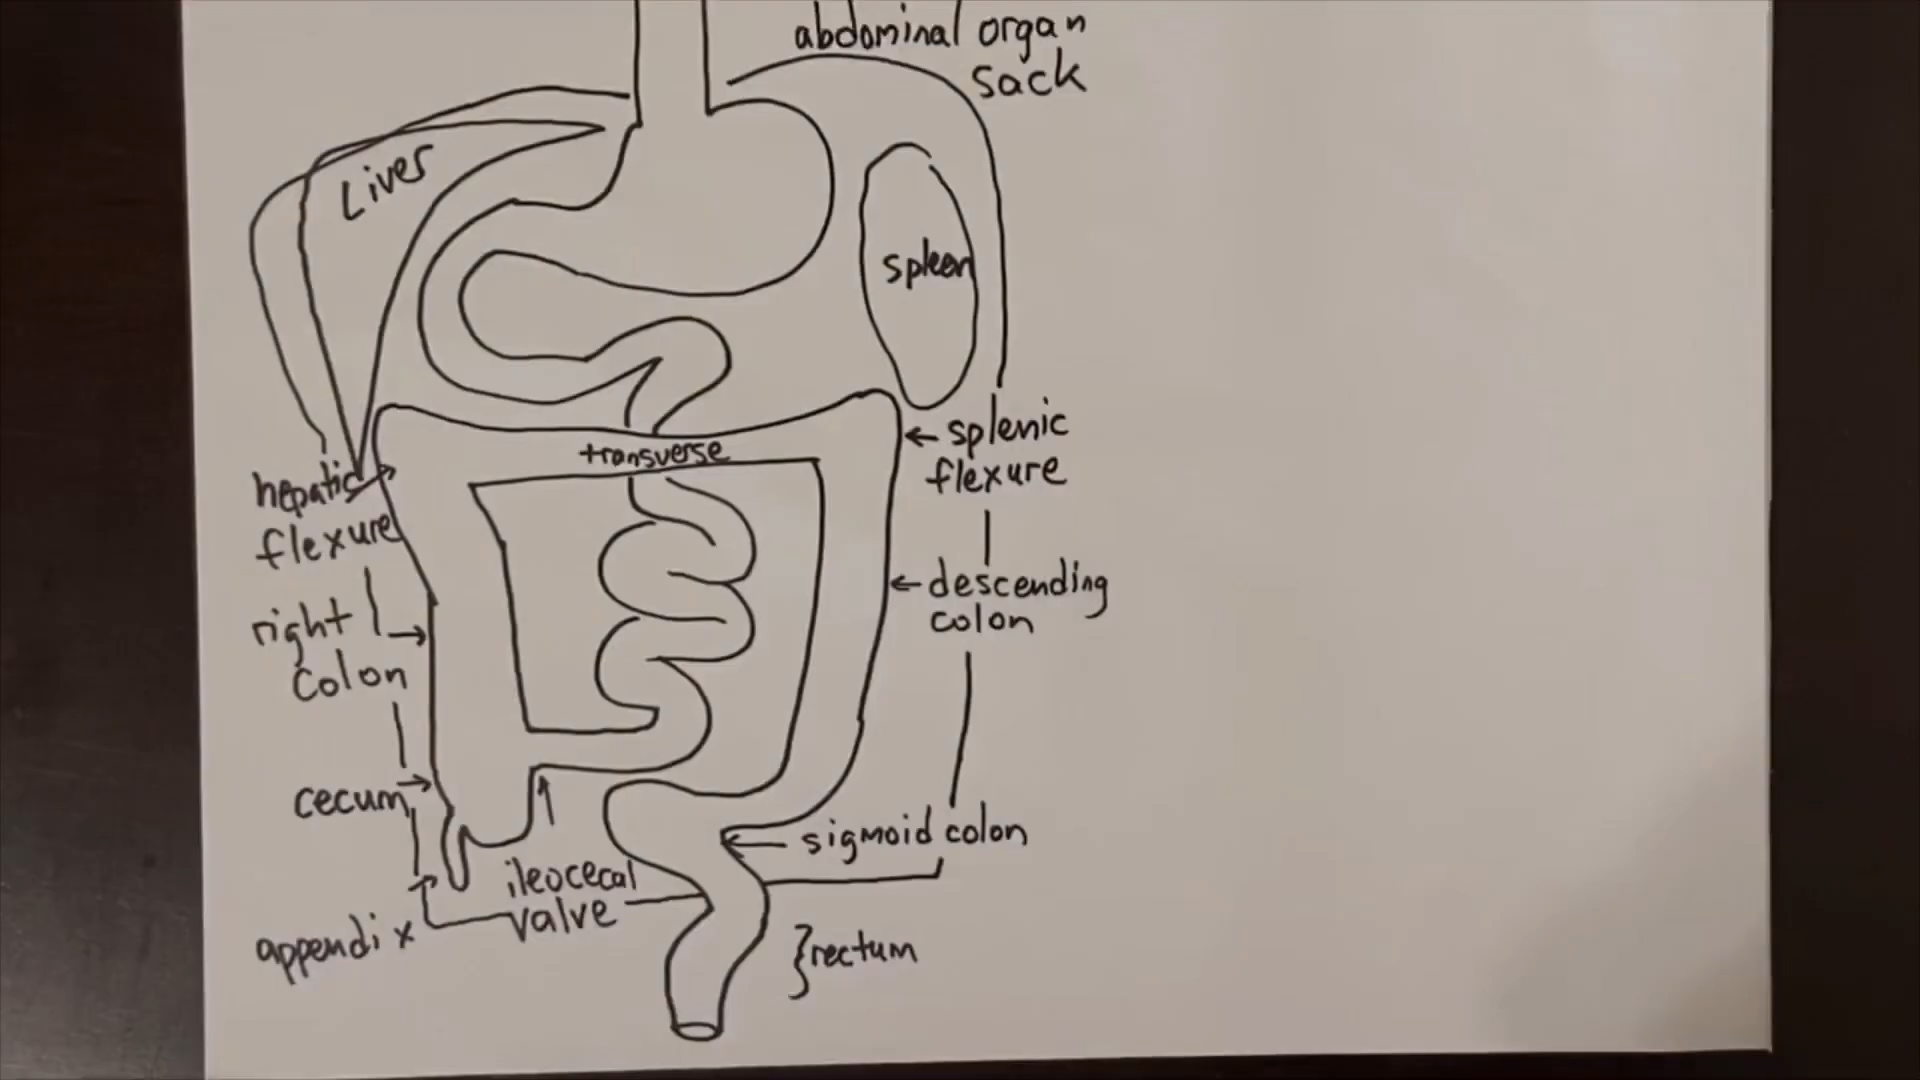 abdominal organ
sack
Liver
spleen
splenic
flexure
transverse
hepatic
flexure
descending
colon
right
colon
cecum
sigmoid colon
ileocecal
valve
appendix
rectum